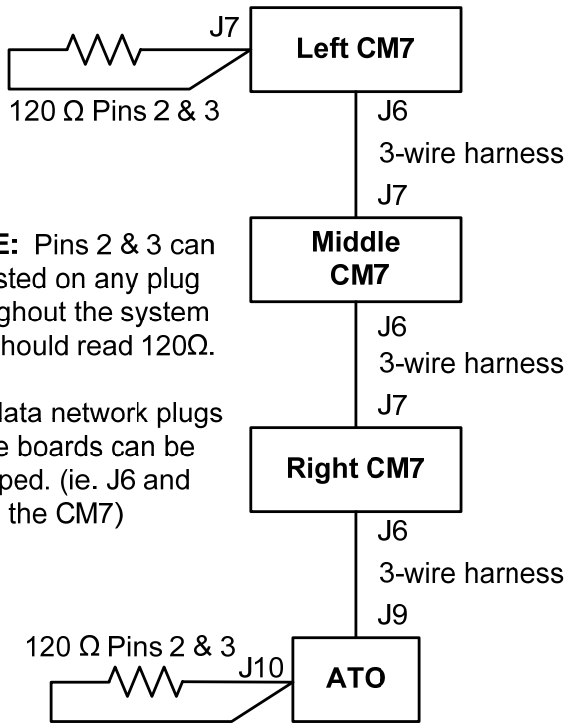 J7
Left CM7
120 Ω Pins 2 & 3
J6
3-wire harness
J7
E: Pins 2 & 3 can
sted on any plug
ghout the system
hould read 120Ω.
Middle
CM7
J6
3-wire harness
J7
data network plugs
e boards can be
ped. (ie. J6 and
the CM7)
Right CM7
J6
3-wire harness
J9
120 Ω Pins 2 & 3
J10
ATO